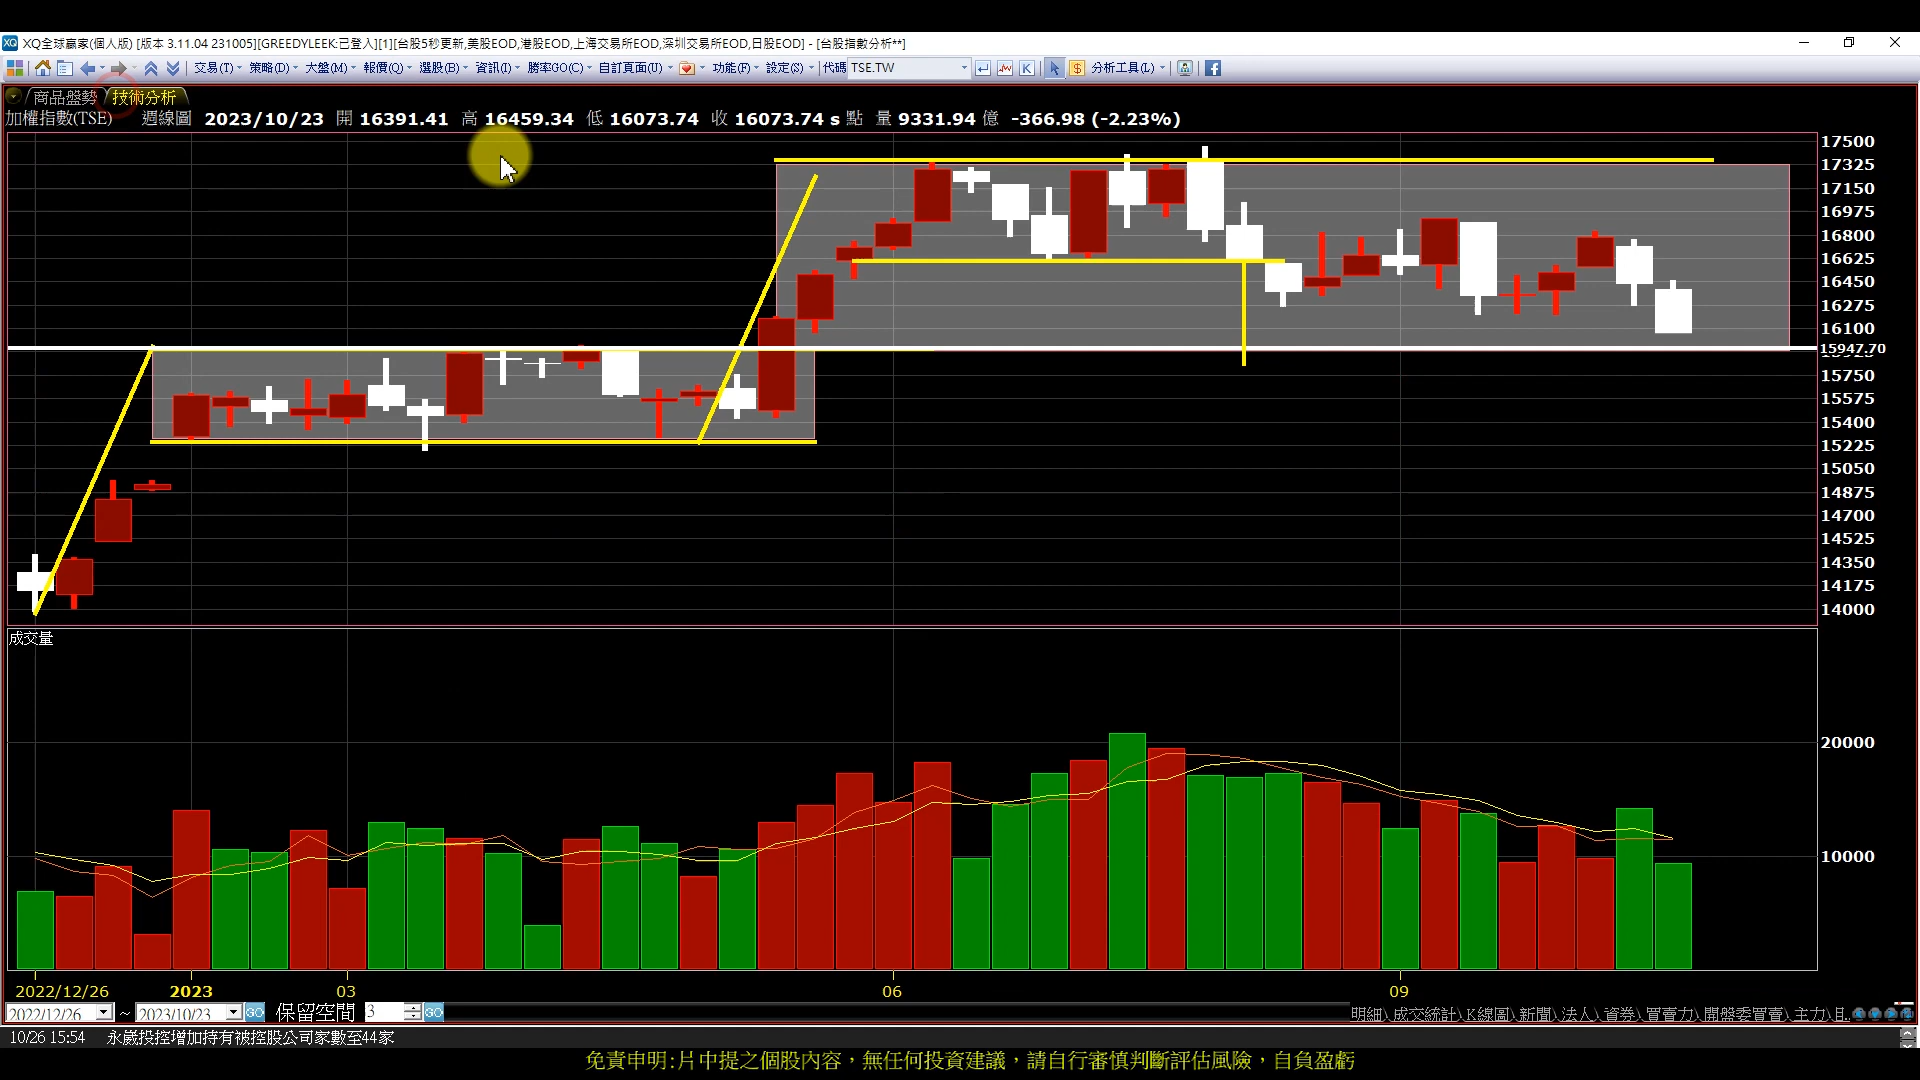 XQ全球贏家(個人版) [版本 3.11.04 231005][GREEDYLEEK:已登入][1][台股5秒更新,美股EOD,港股EOD,上海交易所EOD,深圳交易所EOD,日股EOD] - [台股指數分析**]
交易(T) 策略(D) 大盤(M) 報價(Q) 選股(B) 資訊(I) 勝率GO(C) 自訂頁面(U) 功能(F) 設定(S) 代碼 TSE.TW K $ 分析工具(L)
商品盤勢 技術分析
加權指數(TSE) 週線圖 2023/10/23 開 16391.41 高 16459.34 低 16073.74 收 16073.74 s 點 量 9331.94 億 -366.98 (-2.23%)
17500
17325
17150
16975
16800
16625
16450
16275
16100
15947.70
15750
15575
15400
15225
15050
14875
14700
14525
14350
14175
14000
成交量
20000
10000
2022/12/26 2023 03 06 09
2022/12/26 ~ 2023/10/23 GO 保留空間 3 GO
明細 成交統計 K線圖 新聞 法人 資券 買賣力 開盤委買賣 主力
10/26 15:54 永崴投控增加持有被控股公司家數至44家
免責申明:片中提之個股內容，無任何投資建議，請自行審慎判斷評估風險，自負盈虧